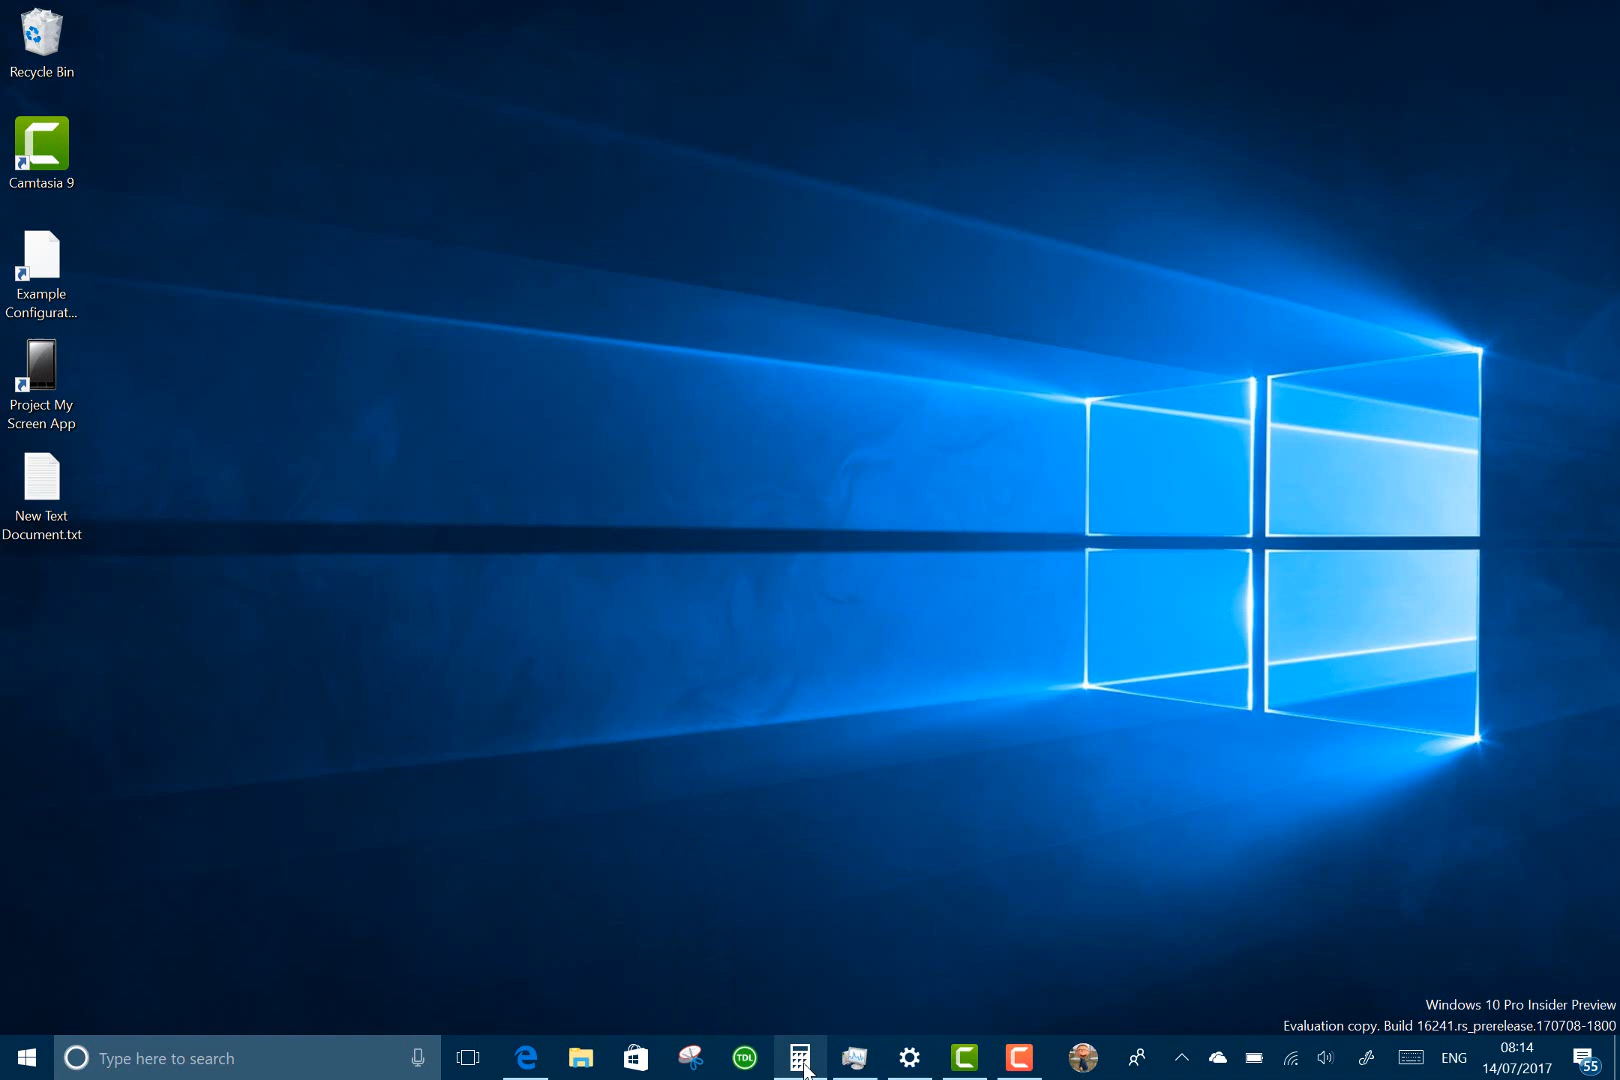 Recycle Bin
Camtasia 9
Example
Configurat...
Project My
Screen App
New Text
Document.txt
Windows 10 Pro Insider Preview
Evaluation copy. Build 16241.rs_prerelease.170708-1800
Type here to search
TDL
ENG
08:14
14/07/2017
55